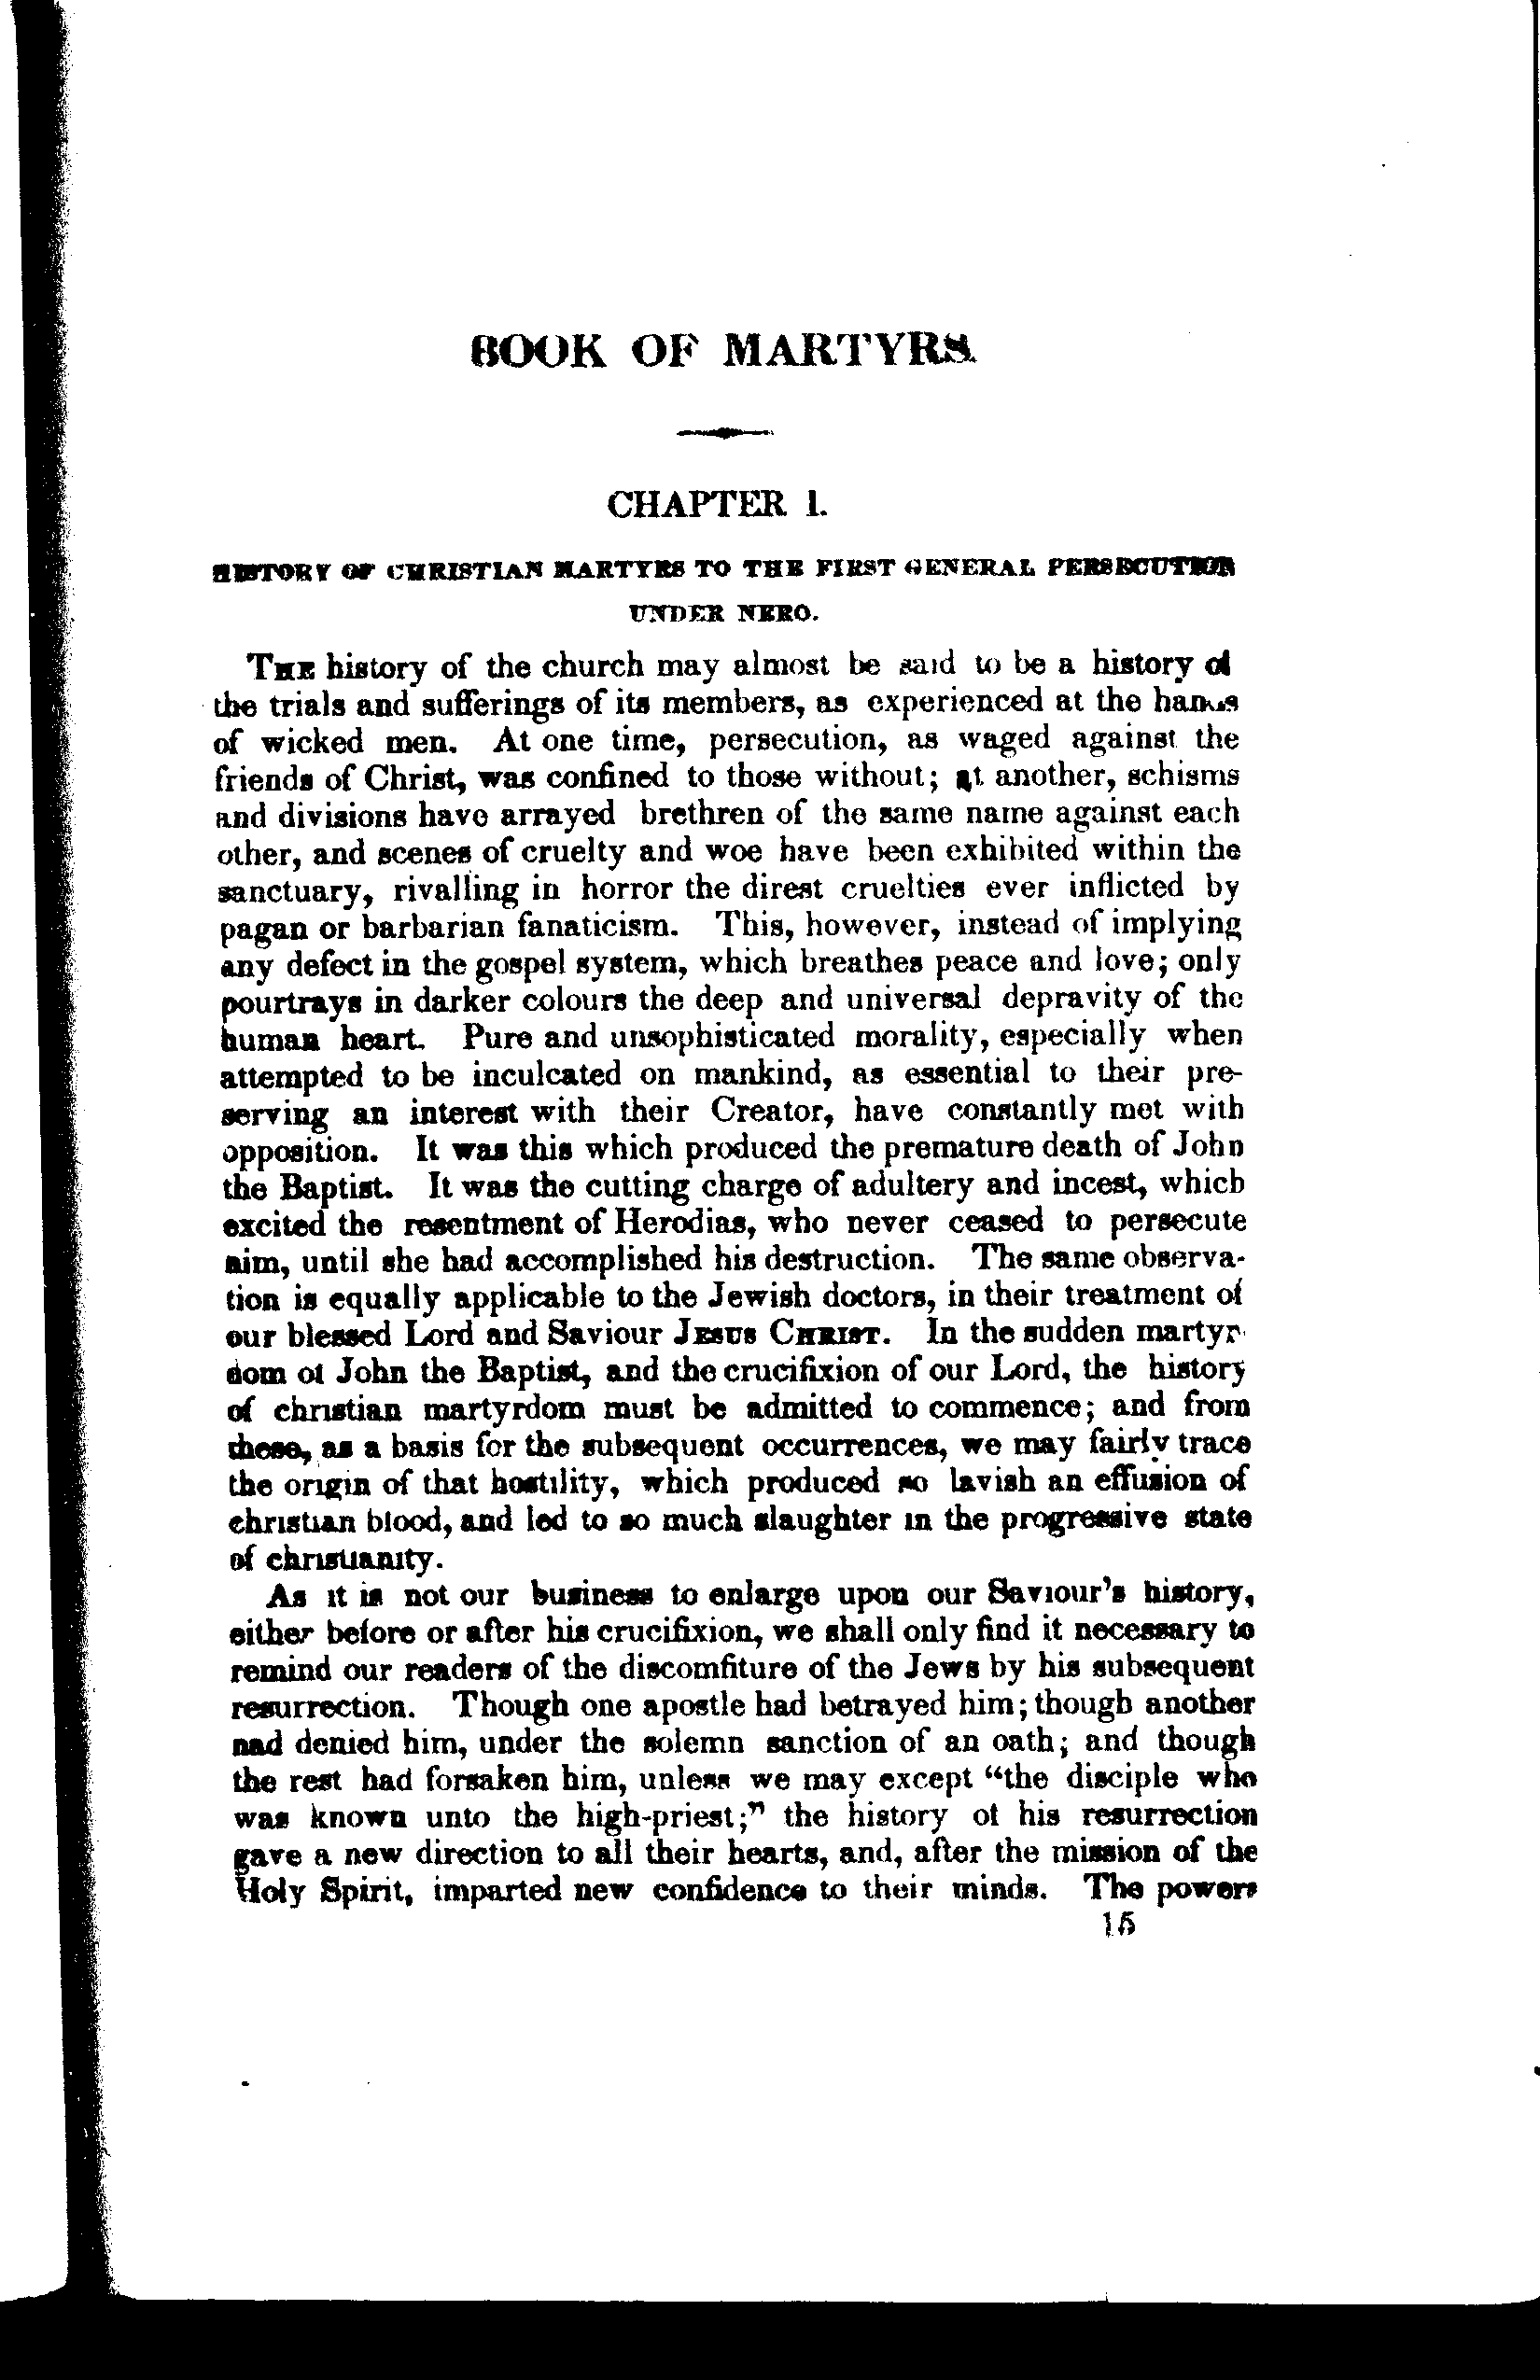 BOOK OF MARTYRS.
CHAPTER I.
HISTORY OF CHRISTIAN MARTYRS TO THE FIRST GENERAL PERSECUTION
UNDER NERO.
THE history of the church may almost be said to be a history of
the trials and sufferings of its members, as experienced at the hands
of wicked men. At one time, persecution, as waged against the
friends of Christ, was confined to those without; at another, schisms
and divisions have arrayed brethren of the same name against each
other, and scenes of cruelty and woe have been exhibited within the
sanctuary, rivalling in horror the direst cruelties ever inflicted by
pagan or barbarian fanaticism. This, however, instead of implying
any defect in the gospel system, which breathes peace and love; only
pourtrays in darker colours the deep and universal depravity of the
human heart. Pure and unsophisticated morality, especially when
attempted to be inculcated on mankind, as essential to their pre-
serving an interest with their Creator, have constantly met with
opposition. It was this which produced the premature death of John
the Baptist. It was the cutting charge of adultery and incest, which
excited the resentment of Herodias, who never ceased to persecute
him, until she had accomplished his destruction. The same observa-
tion is equally applicable to the Jewish doctors, in their treatment of
our blessed Lord and Saviour JESUS CHRIST. In the sudden martyr-
dom of John the Baptist, and the crucifixion of our Lord, the history
of christian martyrdom must be admitted to commence; and from
these, as a basis for the subsequent occurrences, we may fairly trace
the origin of that hostility, which produced so lavish an effusion of
christian blood, and led to so much slaughter in the progressive state
of christianity.
As it is not our business to enlarge upon our Saviour's history,
either before or after his crucifixion, we shall only find it necessary to
remind our readers of the discomfiture of the Jews by his subsequent
resurrection. Though one apostle had betrayed him; though another
had denied him, under the solemn sanction of an oath; and though
the rest had forsaken him, unless we may except "the disciple who
was known unto the high-priest;" the history of his resurrection
gave a new direction to all their hearts, and, after the mission of the
Holy Spirit, imparted new confidence to their minds. The powers
15